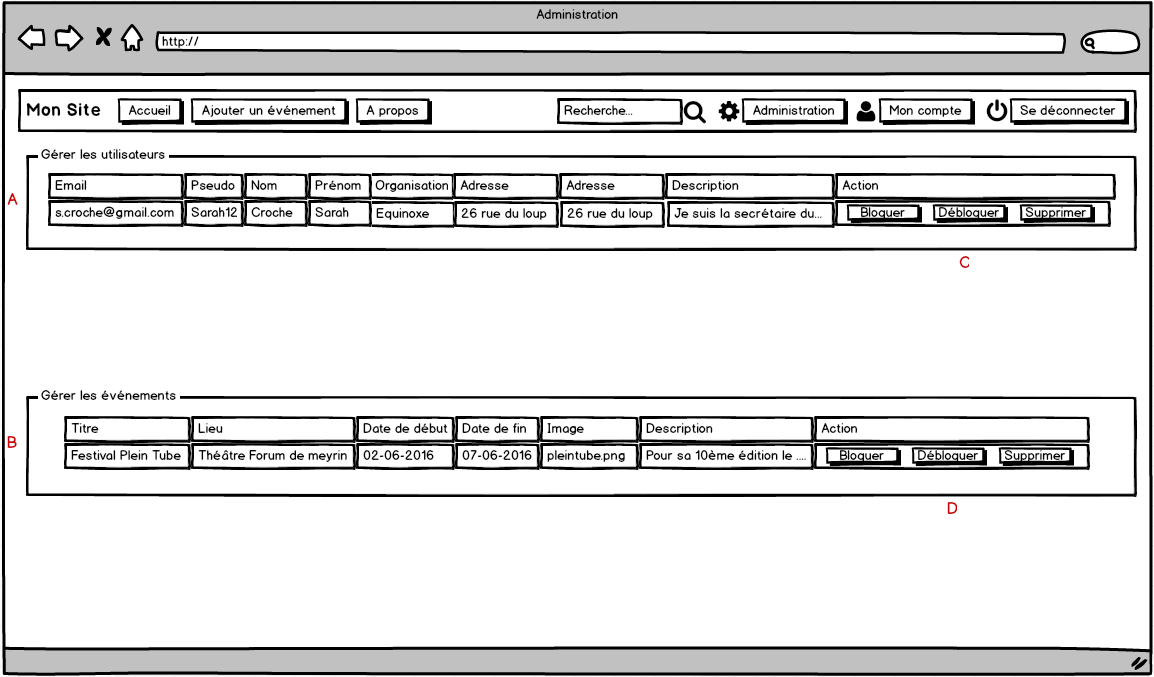 Administration
http://
Mon Site Accueil Ajouter un événement A propos Recherche... Administration Mon compte Se déconnecter
Gérer les utilisateurs
A
Email Pseudo Nom Prénom Organisation Adresse Adresse Description Action
s.croche@gmail.com Sarah12 Croche Sarah Equinoxe 26 rue du loup 26 rue du loup Je suis la secrétaire du... Bloquer Débloquer Supprimer
C
Gérer les événements
B
Titre Lieu Date de début Date de fin Image Description Action
Festival Plein Tube Théâtre Forum de meyrin 02-06-2016 07-06-2016 pleintube.png Pour sa 10ème édition le .... Bloquer Débloquer Supprimer
D